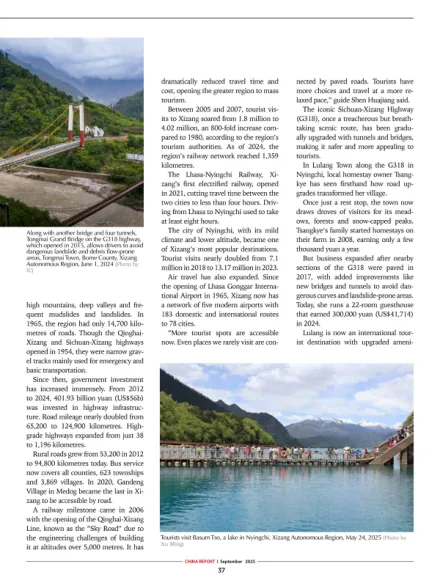 Along with another bridge and four tunnels,
Tongmai Grand Bridge on the G318 highway,
which opened in 2015, allows drivers to avoid
dangerous landslide and debris flow-prone
areas, Tongmai Town, Bome County, Xizang
Autonomous Region, June 1, 2024 (Photo by
IC)
high mountains, deep valleys and fre-
quent mudslides and landslides. In
1965, the region had only 14,700 kilo-
metres of roads. Though the Qinghai-
Xizang and Sichuan-Xizang highways
opened in 1954, they were narrow grav-
el tracks mainly used for emergency and
basic transportation.
Since then, government investment
has increased immensely. From 2012
to 2024, 401.93 billion yuan (US$56b)
was invested in highway infrastruc-
ture. Road mileage nearly doubled from
65,200 to 124,900 kilometres. High-
grade highways expanded from just 38
to 1,196 kilometres.
Rural roads grew from 53,200 in 2012
to 94,800 kilometres today. Bus service
now covers all counties, 623 townships
and 3,869 villages. In 2020, Gandeng
Village in Medog became the last in Xi-
zang to be accessible by road.
A railway milestone came in 2006
with the opening of the Qinghai-Xizang
Line, known as the "Sky Road" due to
the engineering challenges of building
it at altitudes over 5,000 metres. It has
dramatically reduced travel time and
cost, opening the greater region to mass
tourism.
Between 2005 and 2007, tourist vis-
its to Xizang soared from 1.8 million to
4.02 million, an 800-fold increase com-
pared to 1980, according to the region's
tourism authorities. As of 2024, the
region's railway network reached 1,359
kilometres.
The Lhasa-Nyingchi Railway, Xi-
zang's first electrified railway, opened
in 2021, cutting travel time between the
two cities to less than four hours. Driv-
ing from Lhasa to Nyingchi used to take
at least eight hours.
The city of Nyingchi, with its mild
climate and lower altitude, became one
of Xizang's most popular destinations.
Tourist visits nearly doubled from 7.1
million in 2018 to 13.17 million in 2023.
Air travel has also expanded. Since
the opening of Lhasa Gonggar Interna-
tional Airport in 1965, Xizang now has
a network of five modern airports with
183 domestic and international routes
to 78 cities.
"More tourist spots are accessible
now. Even places we rarely visit are con-
nected by paved roads. Tourists have
more choices and travel at a more re-
laxed pace," guide Shen Huajiang said.
The iconic Sichuan-Xizang Highway
(G318), once a treacherous but breath-
taking scenic route, has been gradu-
ally upgraded with tunnels and bridges,
making it safer and more appealing to
tourists.
In Lulang Town along the G318 in
Nyingchi, local homestay owner Tsang-
kye has seen firsthand how road up-
grades transformed her village.
Once just a rest stop, the town now
draws droves of visitors for its mead-
ows, forests and snow-capped peaks.
Tsangkye's family started homestays on
their farm in 2008, earning only a few
thousand yuan a year.
But business expanded after nearby
sections of the G318 were paved in
2017, with added improvements like
new bridges and tunnels to avoid dan-
gerous curves and landslide-prone areas.
Today, she runs a 22-room guesthouse
that earned 300,000 yuan (US$41,714)
in 2024.
Lulang is now an international tour-
ist destination with upgraded ameni-
Tourists visit Basum Tso, a lake in Nyingchi, Xizang Autonomous Region, May 24, 2025 (Photo by
Xu Ming)
CHINA REPORT | September 2025
37